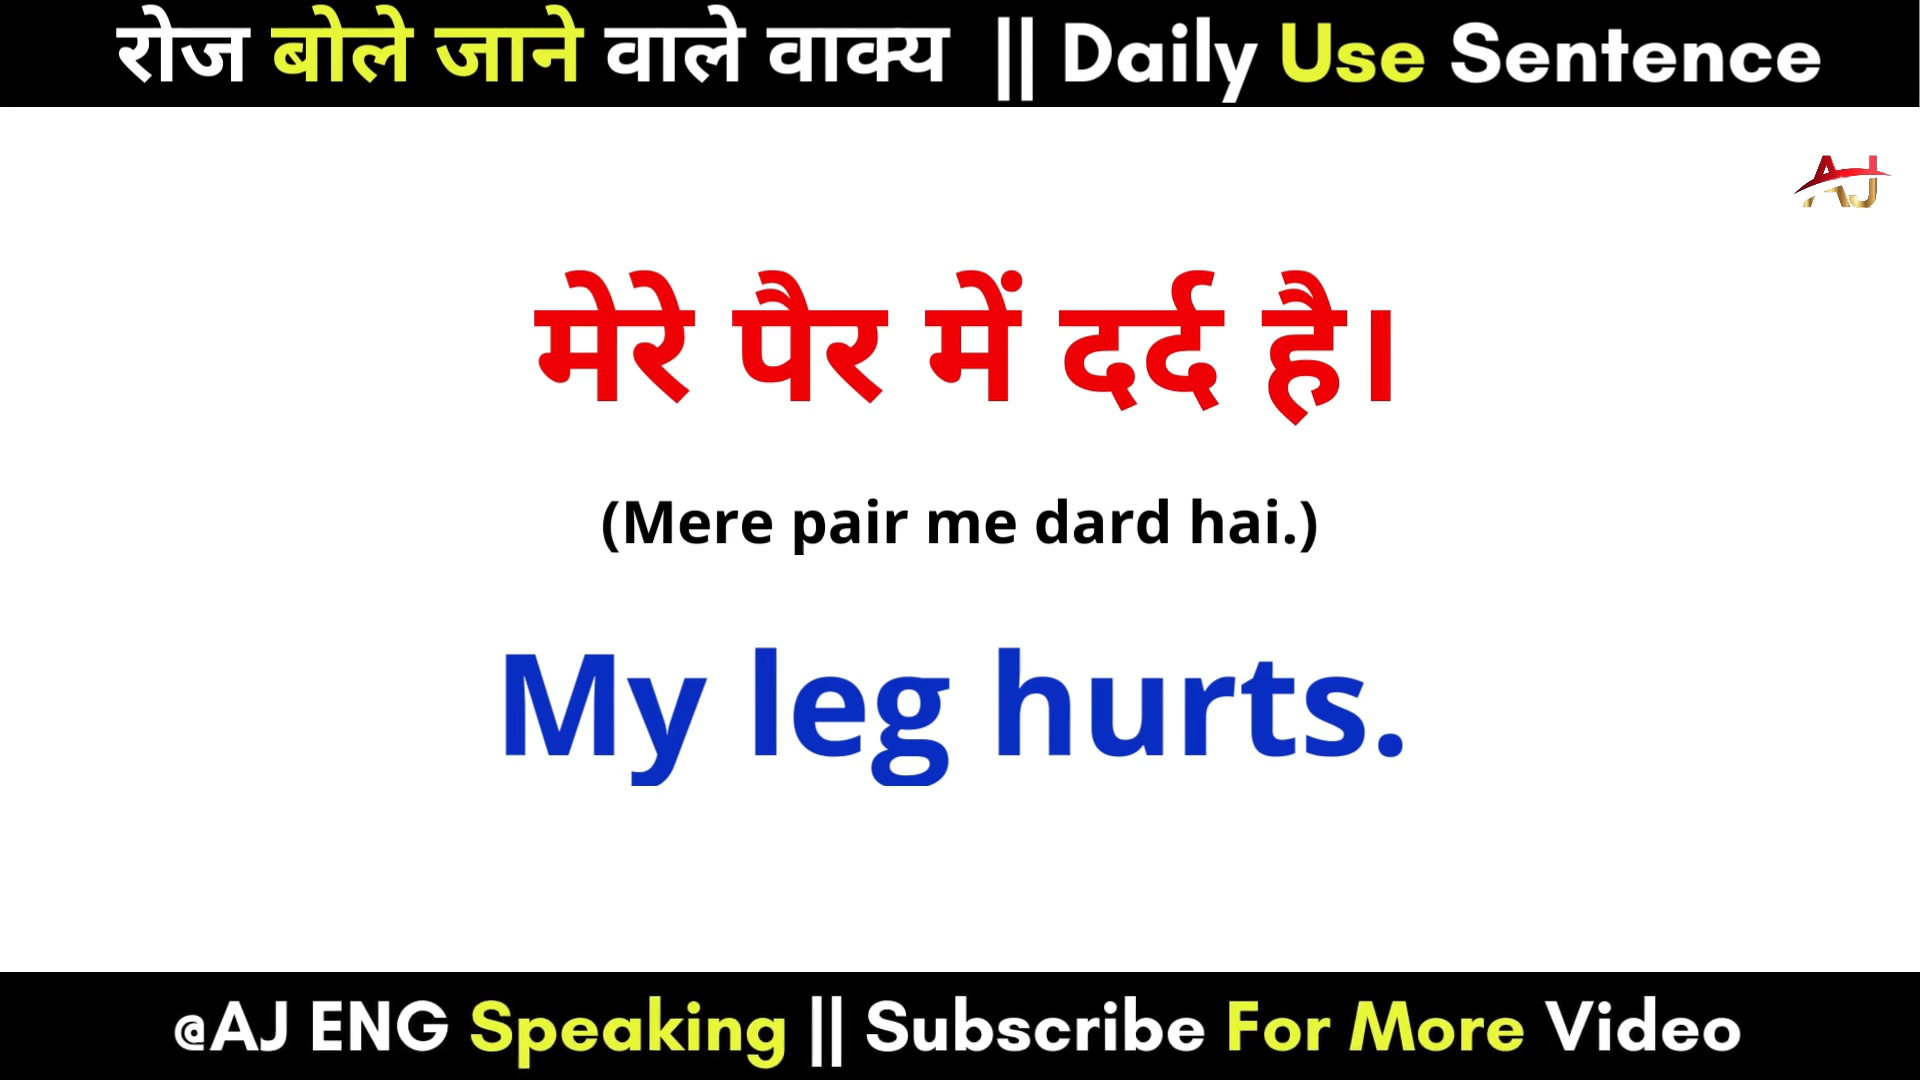 रोज बोले जाने वाले वाक्य || Daily Use Sentence
AJ
मेरे पैर में दर्द है।
(Mere pair me dard hai.)
My leg hurts.
@AJ ENG Speaking || Subscribe For More Video